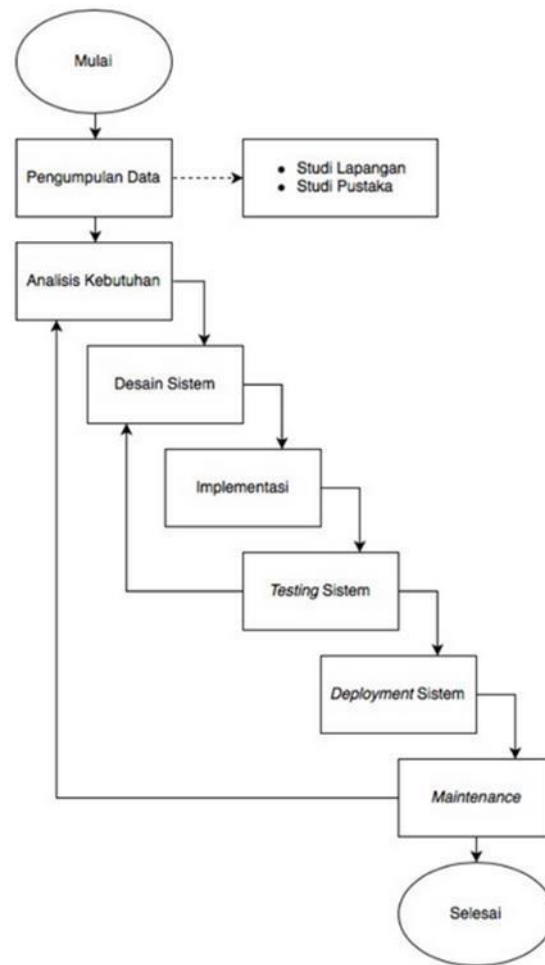 Mulai
Pengumpulan Data
• Studi Lapangan
• Studi Pustaka
Analisis Kebutuhan
Desain Sistem
Implementasi
Testing Sistem
Deployment Sistem
Maintenance
Selesai